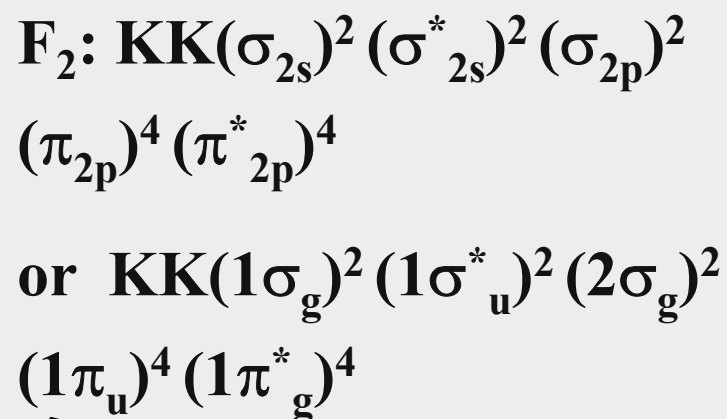 F₂: KK(σ₂ₛ)² (σ*₂ₛ)² (σ₂ₚ)²
(π₂ₚ)⁴ (π*₂ₚ)⁴
or KK(1σg)² (1σ*ᵤ)² (2σg)²
(1πᵤ)⁴ (1π*g)⁴